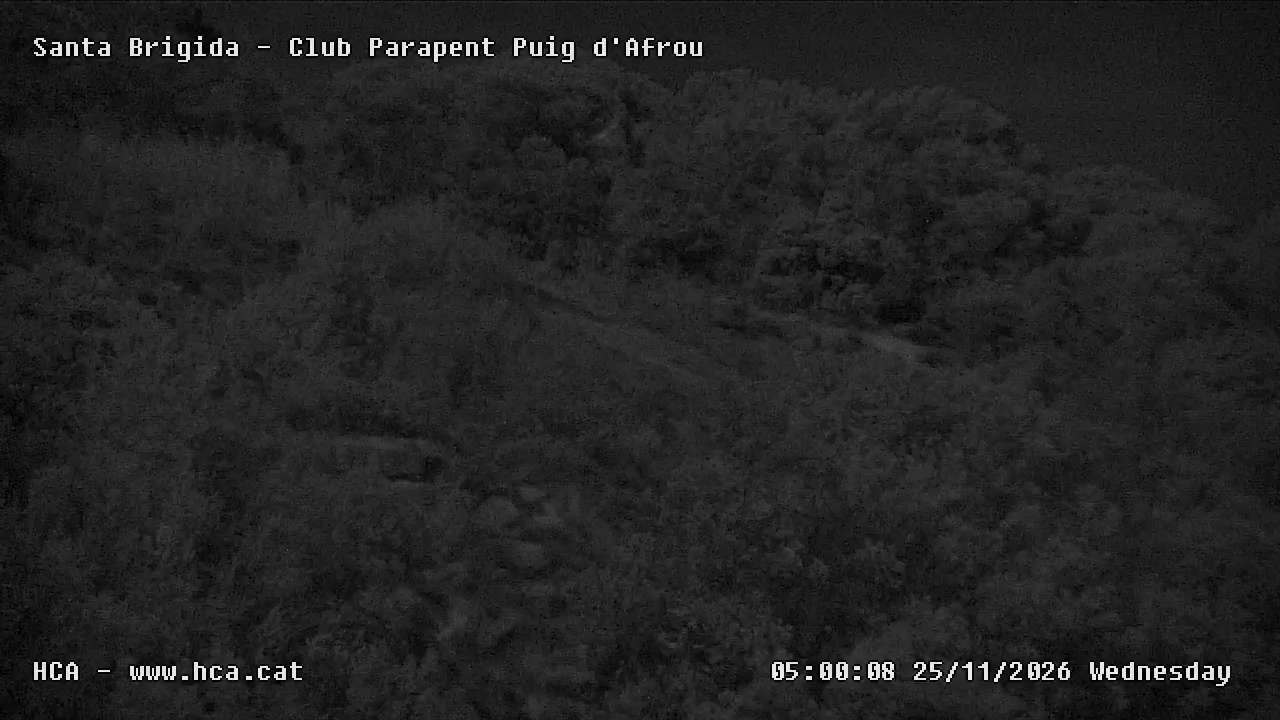 Santa Brigida - Club Parapent Puig d'Afrou
HCA - www.hca.cat
05:00:08 25/11/2026 Wednesday